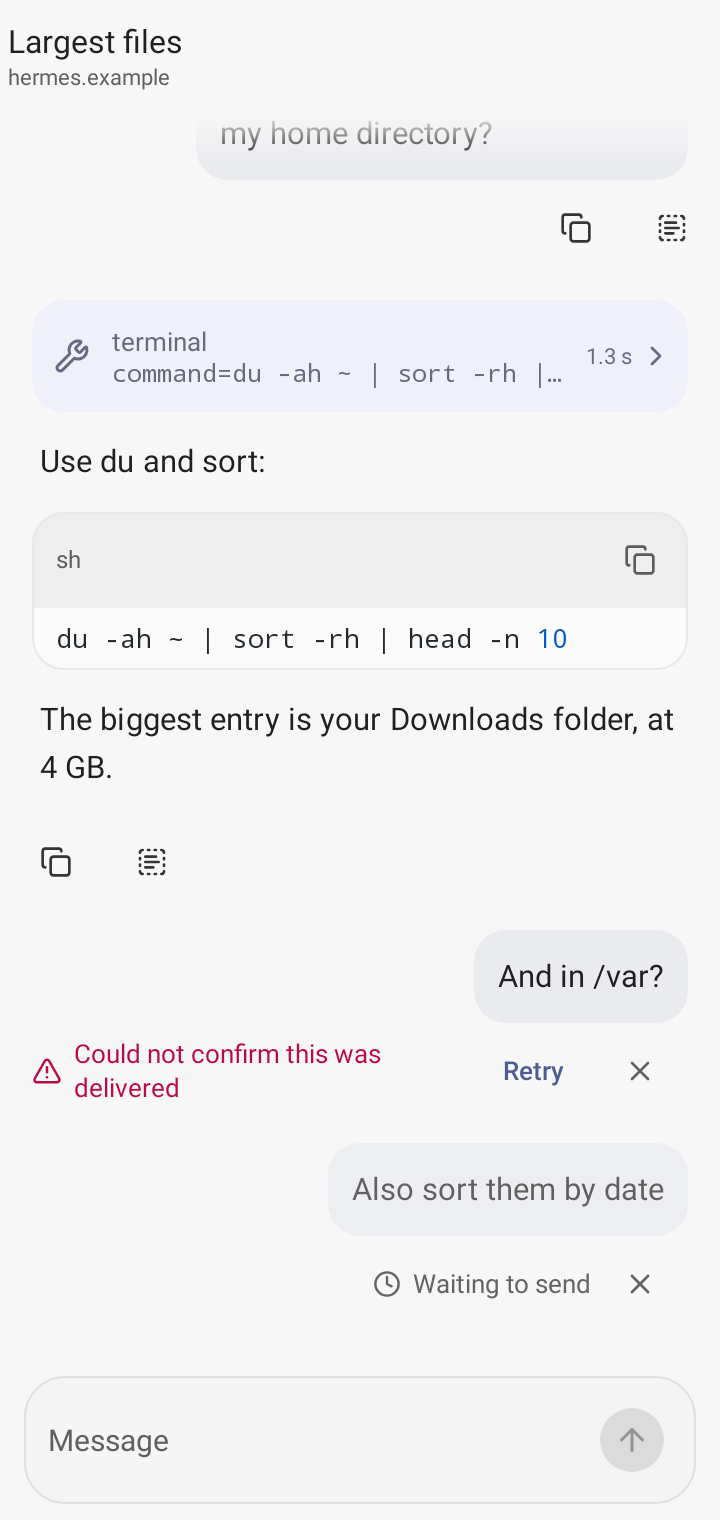 Largest files
hermes.example
my home directory?
terminal
1.3 s
command=du -ah ~ | sort -rh |…
Use du and sort:
sh
du -ah ~ | sort -rh | head -n 10
The biggest entry is your Downloads folder, at
4 GB.
And in /var?
Could not confirm this was
delivered
Retry
Also sort them by date
Waiting to send
Message